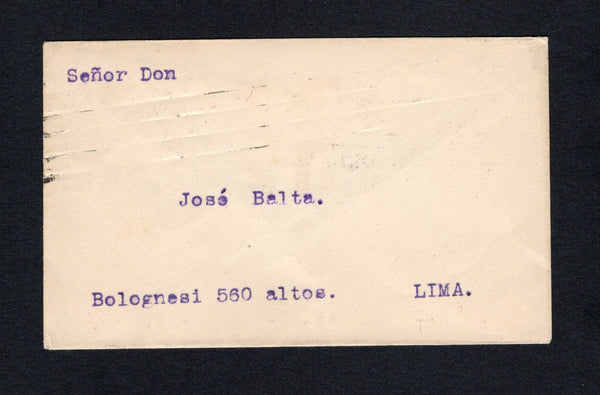 Señor Don
José Balta.
Bolognesi 560 altos. LIMA.